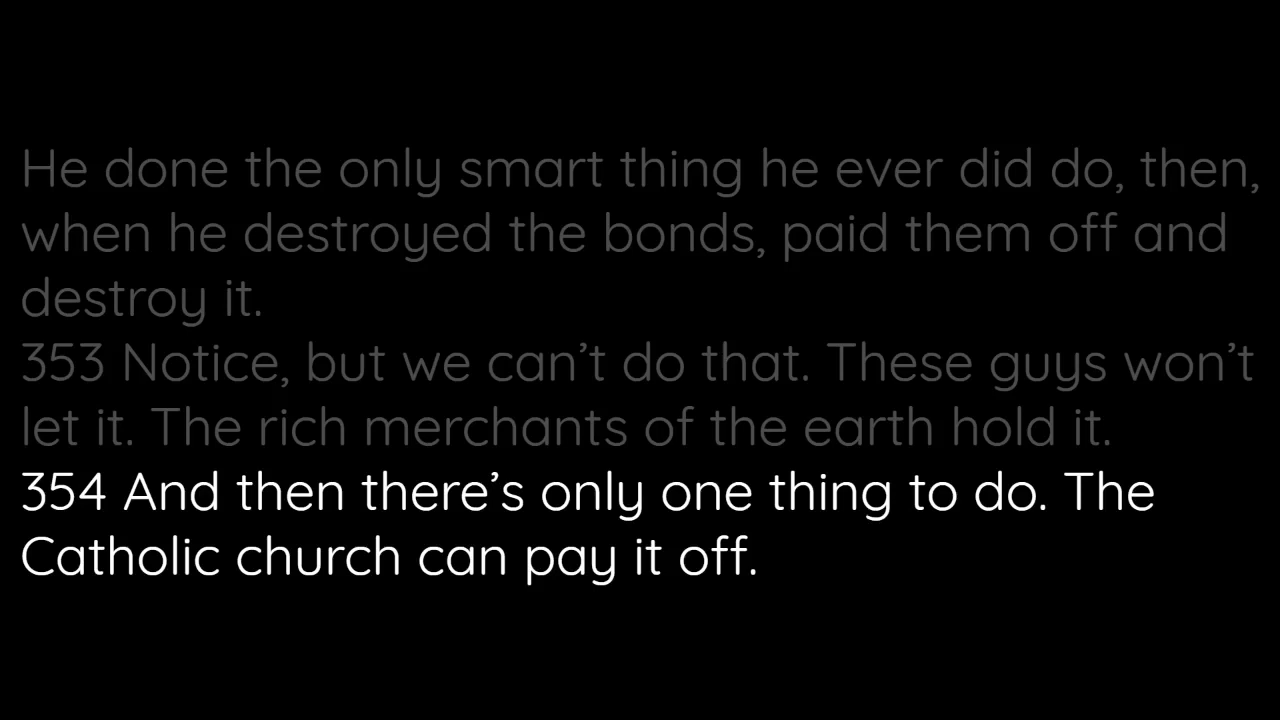 He done the only smart thing he ever did do, then,
when he destroyed the bonds, paid them off and
destroy it.
353 Notice, but we can’t do that. These guys won’t
let it. The rich merchants of the earth hold it.
354 And then there’s only one thing to do. The
Catholic church can pay it off.